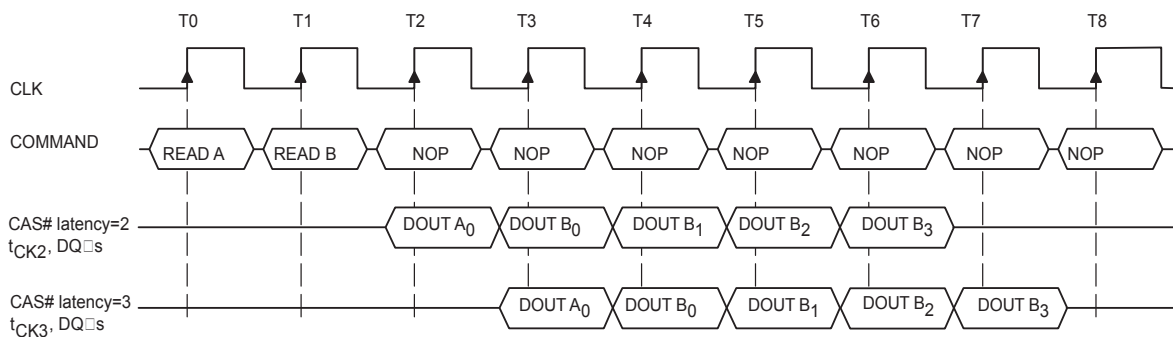 T0 T1 T2 T3 T4 T5 T6 T7 T8
CLK
COMMAND READ A READ B NOP NOP NOP NOP NOP NOP NOP
CAS# latency=2 DOUT A0 DOUT B0 DOUT B1 DOUT B2 DOUT B3
tCK2, DQ□s
CAS# latency=3 DOUT A0 DOUT B0 DOUT B1 DOUT B2 DOUT B3
tCK3, DQ□s